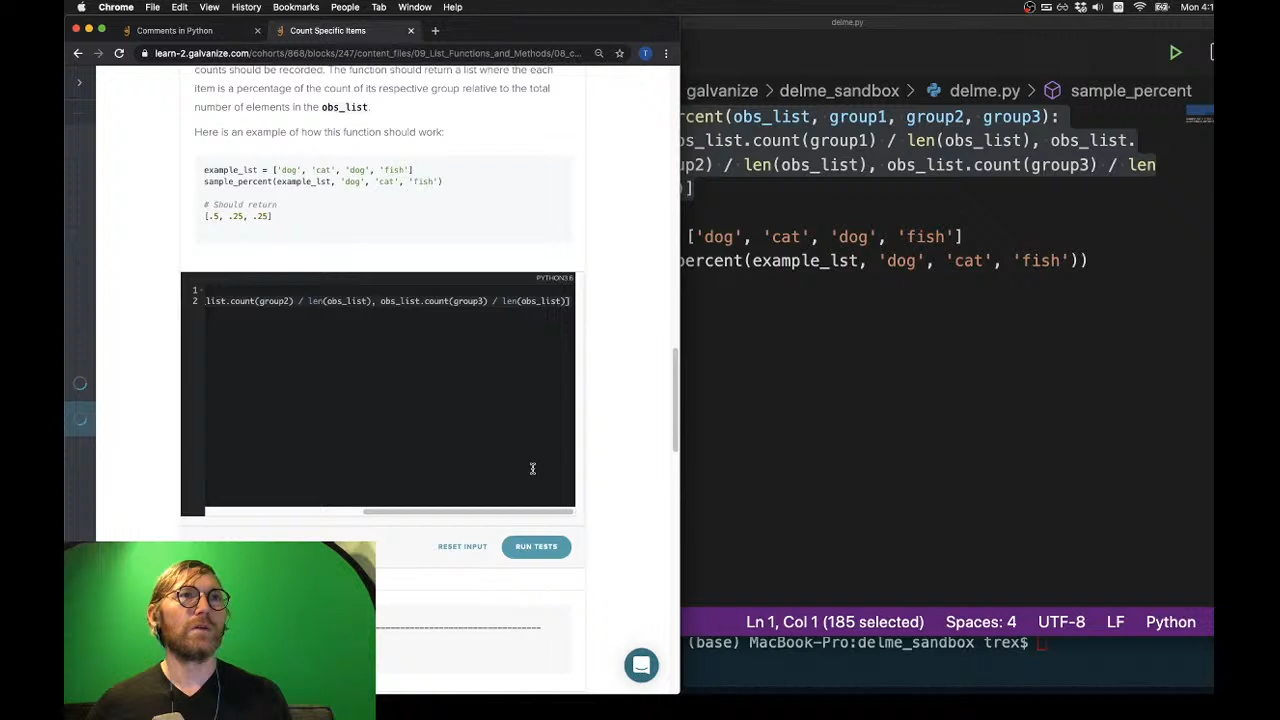 Chrome File Edit View History Bookmarks People Tab Window Help
Mon 4:1
Comments in Python
Count Specific Items
delme.py
learn-2.galvanize.com/cohorts/868/blocks/247/content_files/09_List_Functions_and_Methods/08_c...
T
counts should be recorded. The function should return a list where the each
item is a percentage of the count of its respective group relative to the total
number of elements in the obs_list.
Here is an example of how this function should work:
example_lst = ['dog', 'cat', 'dog', 'fish']
sample_percent(example_lst, 'dog', 'cat', 'fish')
# Should return
[.5, .25, .25]
PYTHON3.6
1
2 list.count(group2) / len(obs_list), obs_list.count(group3) / len(obs_list)]
RESET INPUT
RUN TESTS
galvanize > delme_sandbox > delme.py > sample_percent
rcent(obs_list, group1, group2, group3):
bs_list.count(group1) / len(obs_list), obs_list.
up2) / len(obs_list), obs_list.count(group3) / len
)]
['dog', 'cat', 'dog', 'fish']
percent(example_lst, 'dog', 'cat', 'fish'))
Ln 1, Col 1 (185 selected) Spaces: 4 UTF-8 LF Python
(base) MacBook-Pro:delme_sandbox trex$